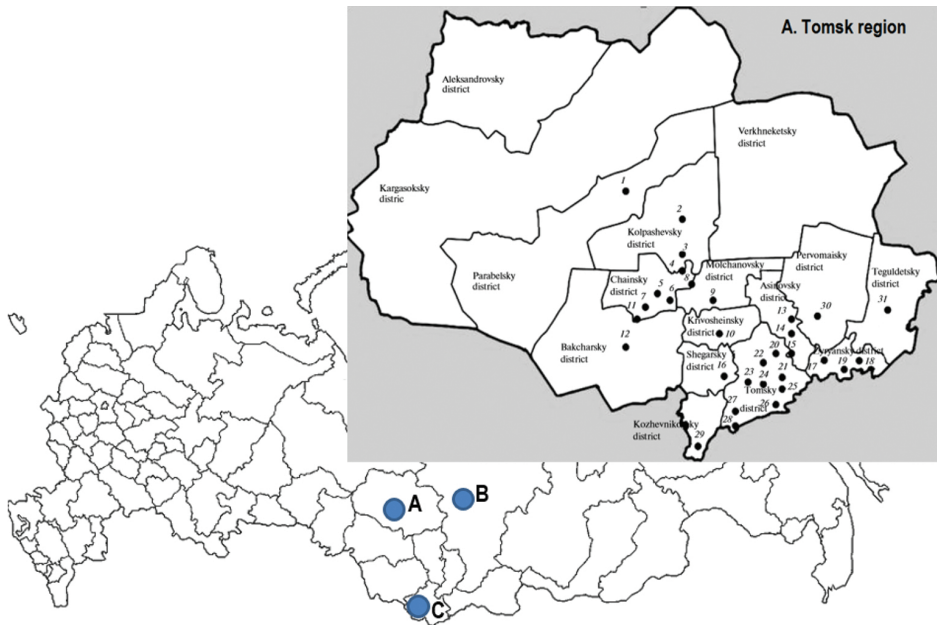 A. Tomsk region
Aleksandrovsky
district
Verkhneketsky
district
Kargasoksky
distric
1
2
Kolpashevsky
district
3
4
Parabelsky
district
Molchanovsky
district
Pervomaisky
district
Teguldetsky
district
Chainsky
district
5
6
7
8
9
Asinovsky
district
11
13
30
31
Krivosheinsky
district
10
14
12
Bakcharsky
district
Shegarsky
district
16
20
15
22
Zyryansky district
17
19
18
23
24
21
25
Tomsky
district
26
27
28
Kozhevnikovsky
district
29
A
B
C